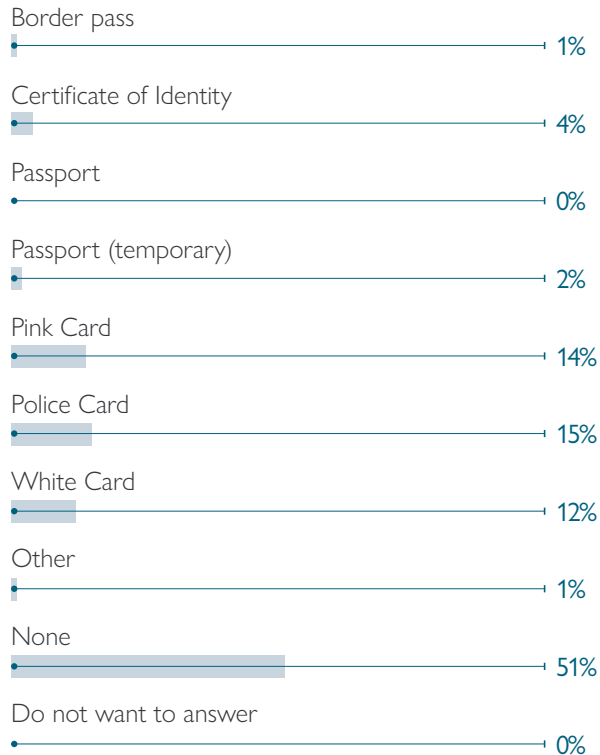 Border pass
1%
Certificate of Identity
4%
Passport
0%
Passport (temporary)
2%
Pink Card
14%
Police Card
15%
White Card
12%
Other
1%
None
51%
Do not want to answer
0%